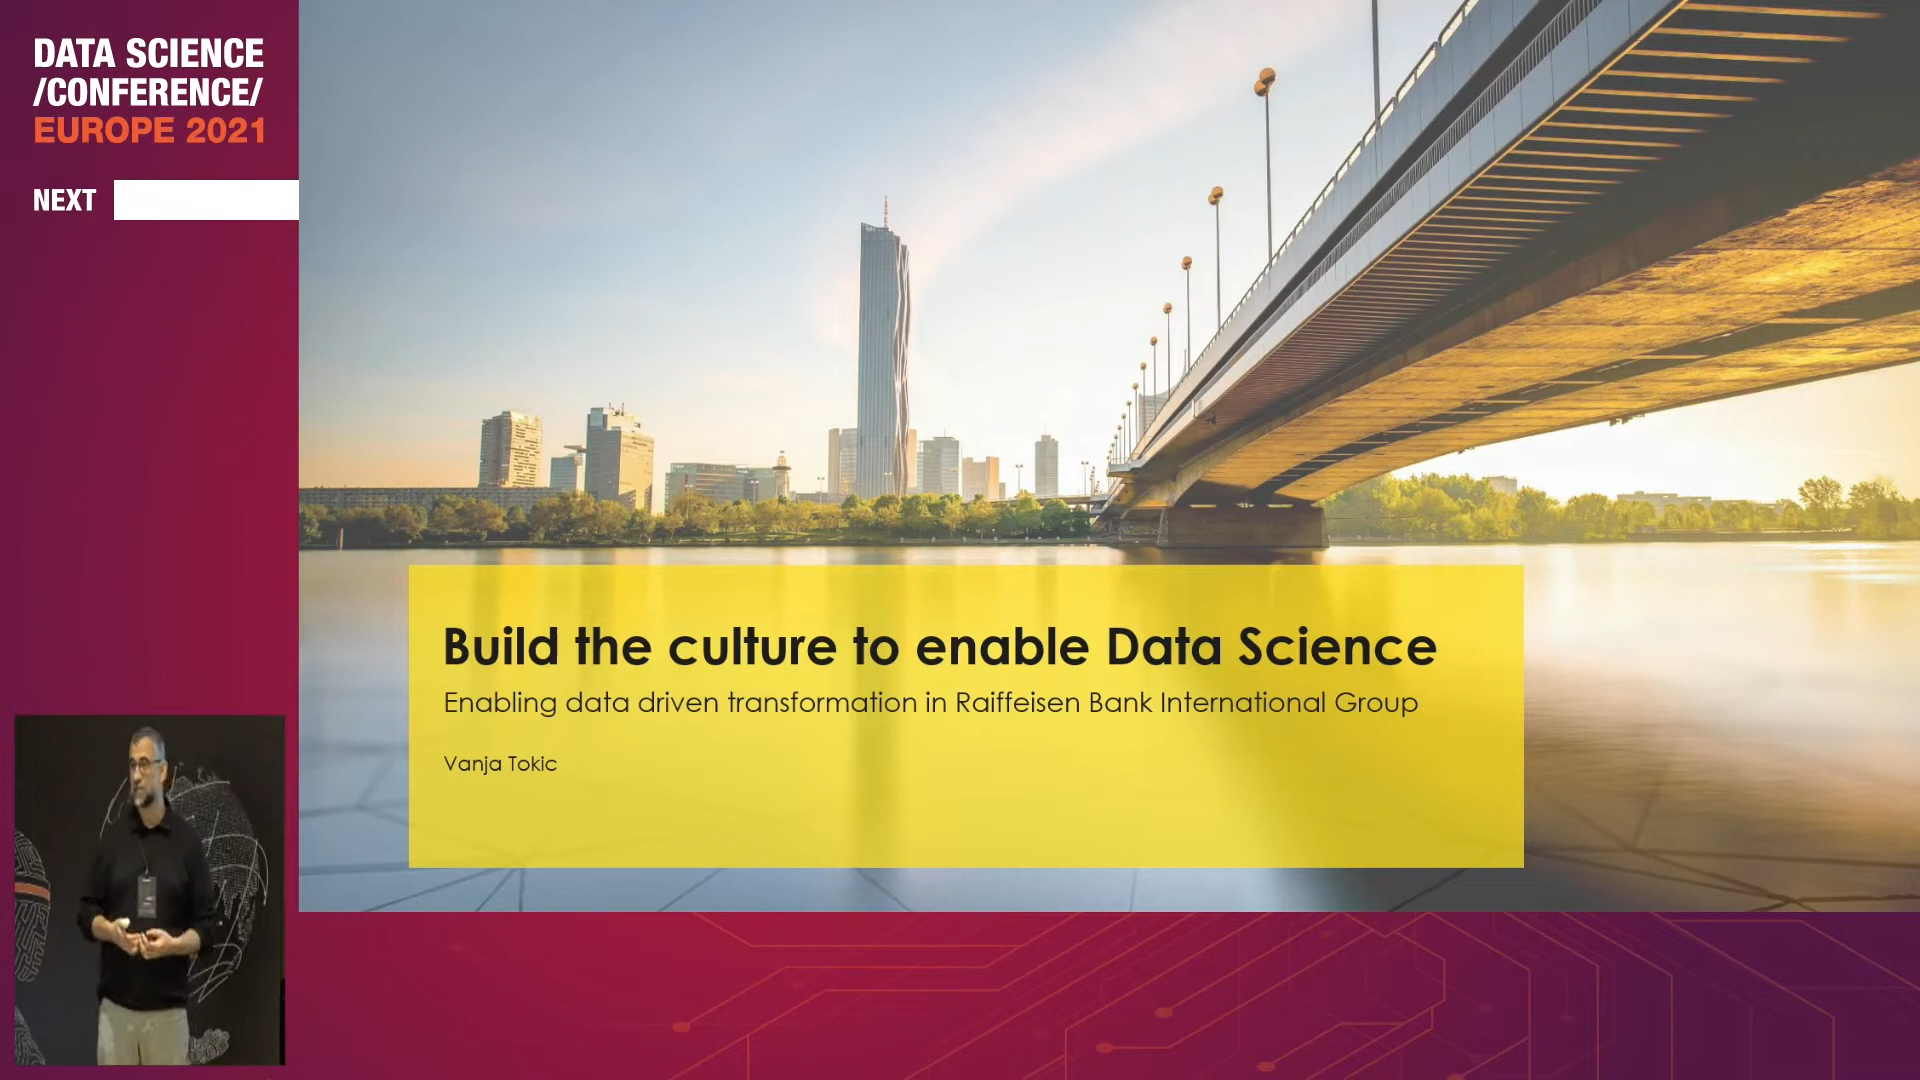 DATA SCIENCE
/CONFERENCE/
EUROPE 2021
NEXT
Build the culture to enable Data Science
Enabling data driven transformation in Raiffeisen Bank International Group
Vanja Tokic